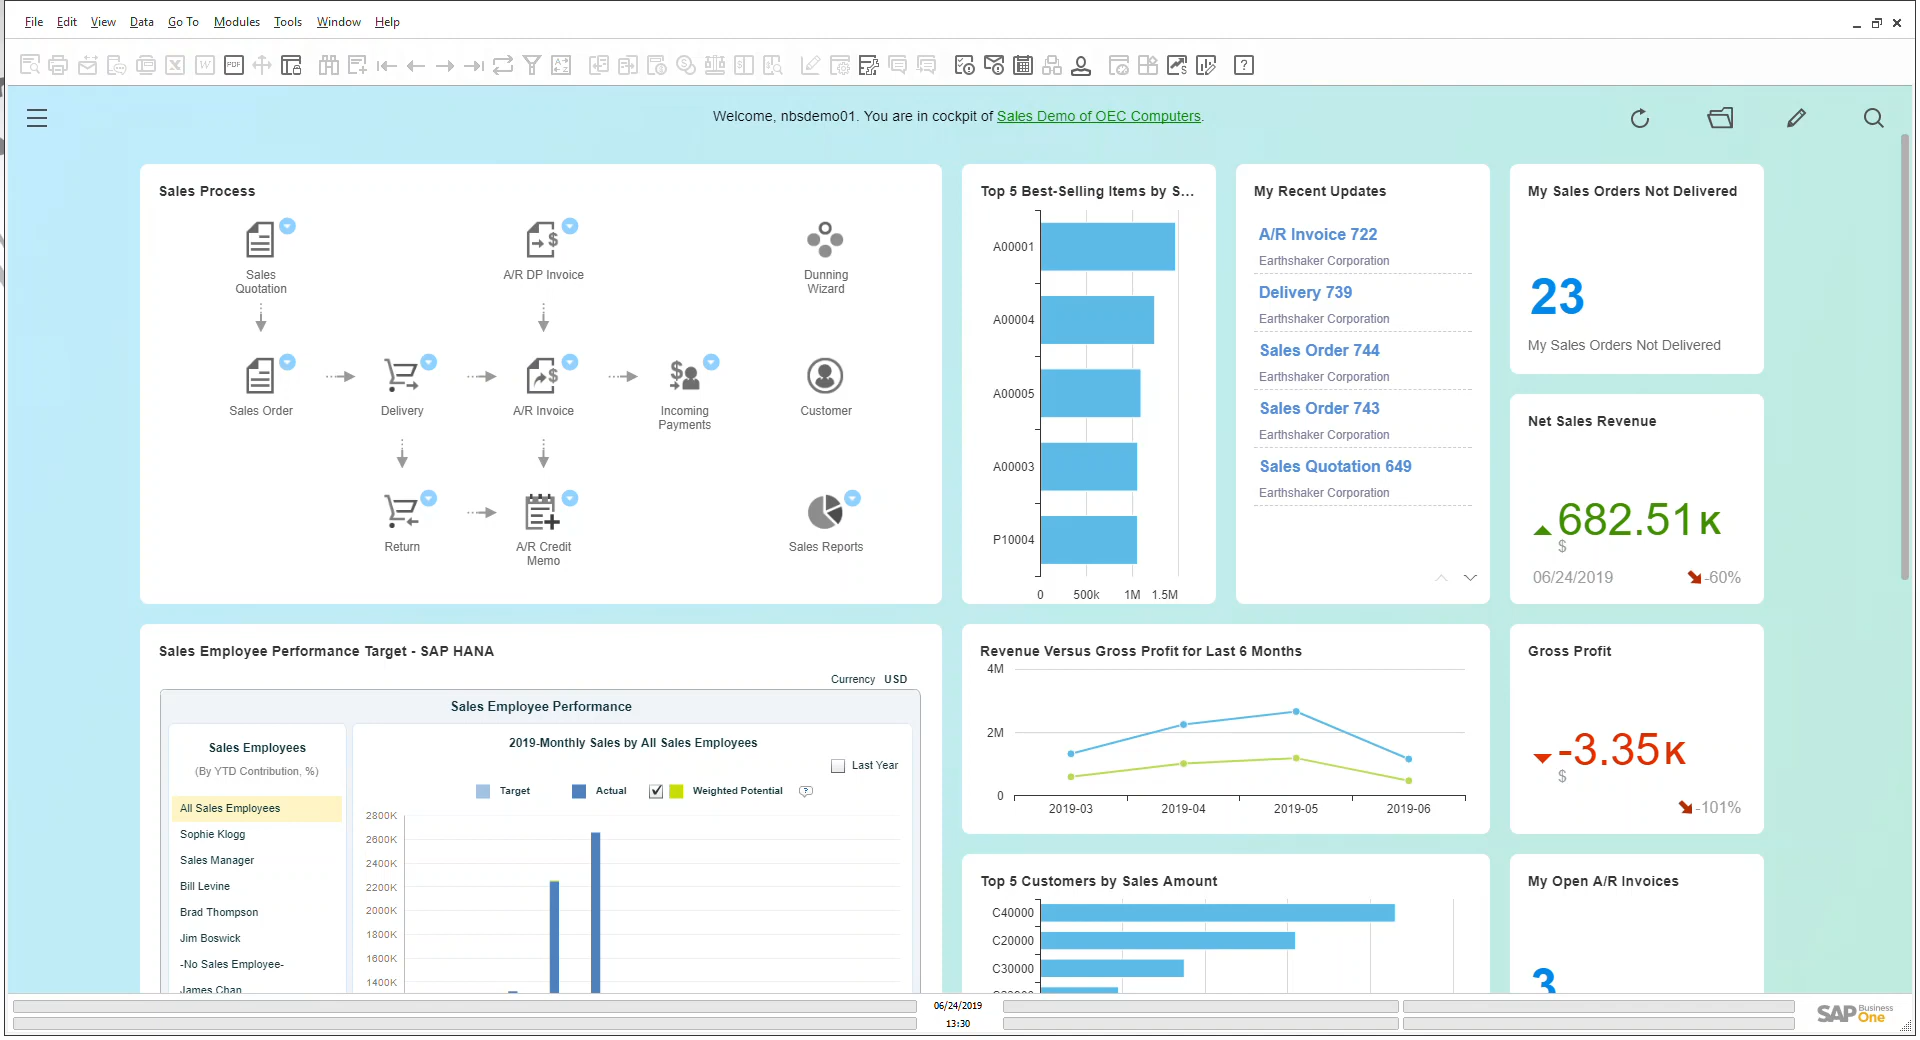 File Edit View Data Go To Modules Tools Window Help
PDF
Welcome, nbsdemo01. You are in cockpit of Sales Demo of OEC Computers.
Sales Process
Sales
Quotation
A/R DP Invoice
Dunning
Wizard
Sales Order
Delivery
A/R Invoice
Incoming
Payments
Customer
Return
A/R Credit
Memo
Sales Reports
Top 5 Best-Selling Items by S...
A00001
A00004
A00005
A00003
P10004
0 500k 1M 1.5M
My Recent Updates
A/R Invoice 722
Earthshaker Corporation
Delivery 739
Earthshaker Corporation
Sales Order 744
Earthshaker Corporation
Sales Order 743
Earthshaker Corporation
Sales Quotation 649
Earthshaker Corporation
My Sales Orders Not Delivered
23
My Sales Orders Not Delivered
Net Sales Revenue
682.51K
$
06/24/2019 -60%
Sales Employee Performance Target - SAP HANA
Currency USD
Sales Employee Performance
Sales Employees
(By YTD Contribution, %)
All Sales Employees
Sophie Klogg
Sales Manager
Bill Levine
Brad Thompson
Jim Boswick
-No Sales Employee-
James Chan
2019-Monthly Sales by All Sales Employees
Last Year
Target Actual Weighted Potential
2800K
2600K
2400K
2200K
2000K
1800K
1600K
1400K
Revenue Versus Gross Profit for Last 6 Months
4M
2M
0
2019-03 2019-04 2019-05 2019-06
Gross Profit
-3.35K
$
-101%
Top 5 Customers by Sales Amount
C40000
C20000
C30000
My Open A/R Invoices
3
06/24/2019
13:30
SAP Business One